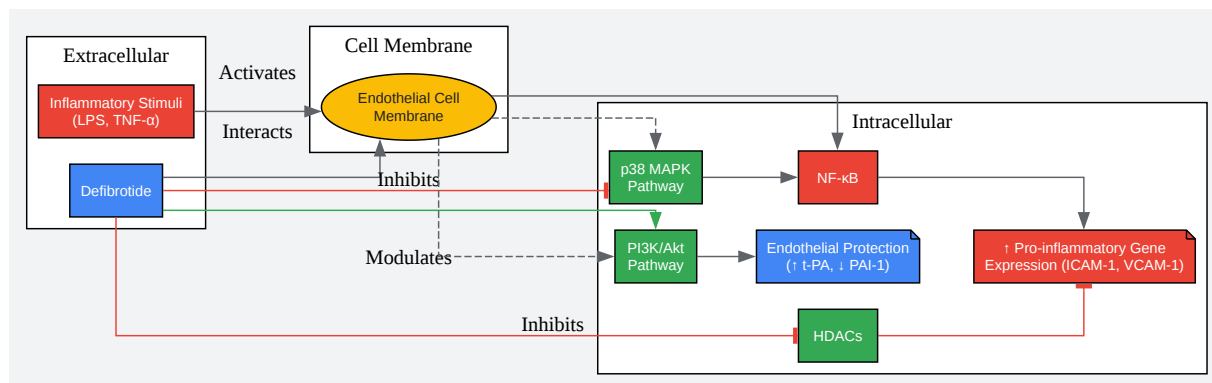 Extracellular
Cell Membrane
Activates
Inflammatory Stimuli
(LPS, TNF-α)
Endothelial Cell
Membrane
Interacts
Intracellular
p38 MAPK
Pathway
NF-κB
Defibrotide
Inhibits
PI3K/Akt
Pathway
Endothelial Protection
(↑ t-PA, ↓ PAI-1)
↑ Pro-inflammatory Gene
Expression (ICAM-1, VCAM-1)
Modulates
Inhibits
HDACs